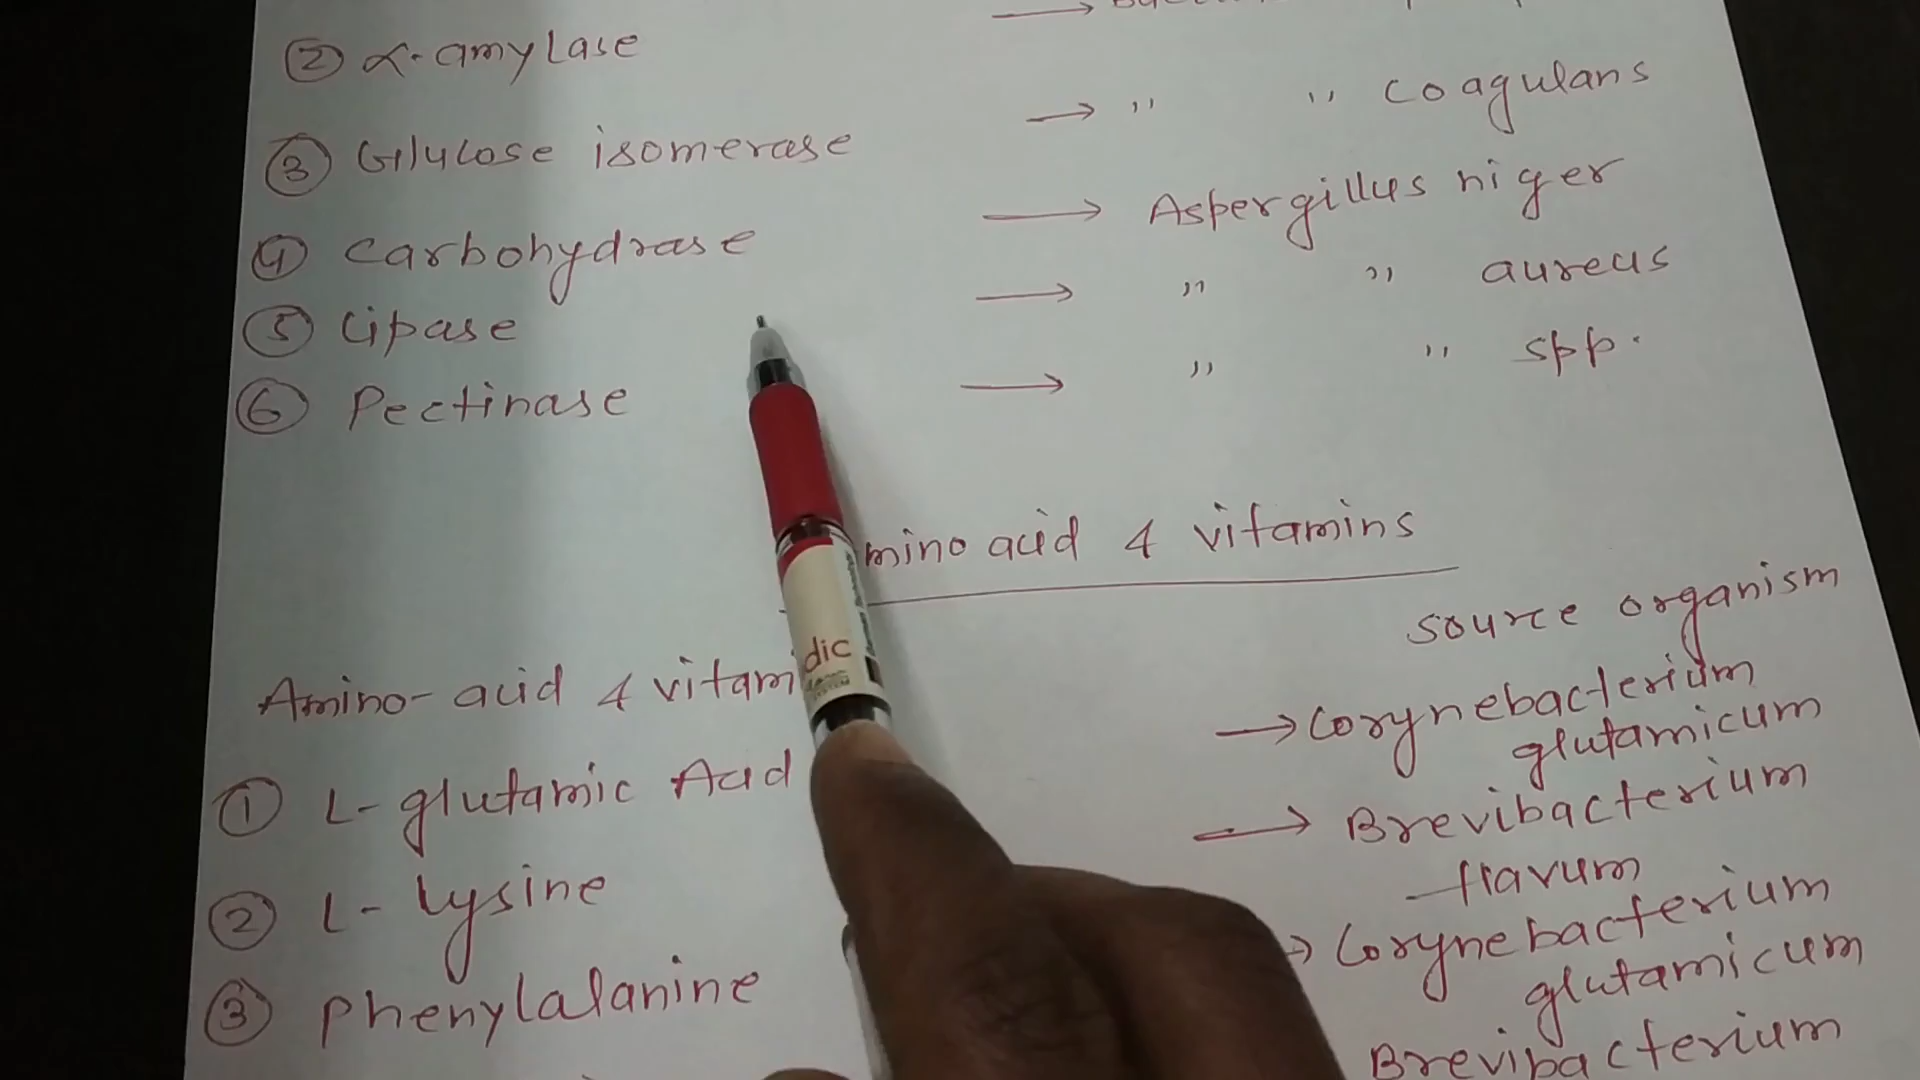 ② α-amylase
→ " " coagulans
③ Glucose isomerase
→ Aspergillus niger
④ Carbohydrase
→ " " aureus
⑤ Lipase
→ " " spp.
⑥ Pectinase
mino acid & vitamins
source organism
Amino-acid & vitam
→ Corynebacterium
glutamicum
① L-glutamic Acid
→ Brevibacterium
flavum
② L-Lysine
→ Corynebacterium
glutamicum
③ Phenylalanine
Brevibacterium
dic